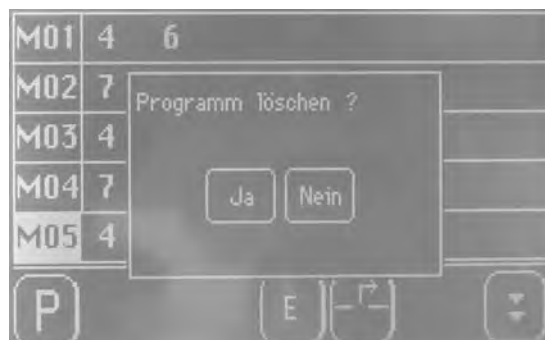 M01 4 6
M02 7
Programm löschen ?
M03 4
M04 7
Ja Nein
M05 4
P E